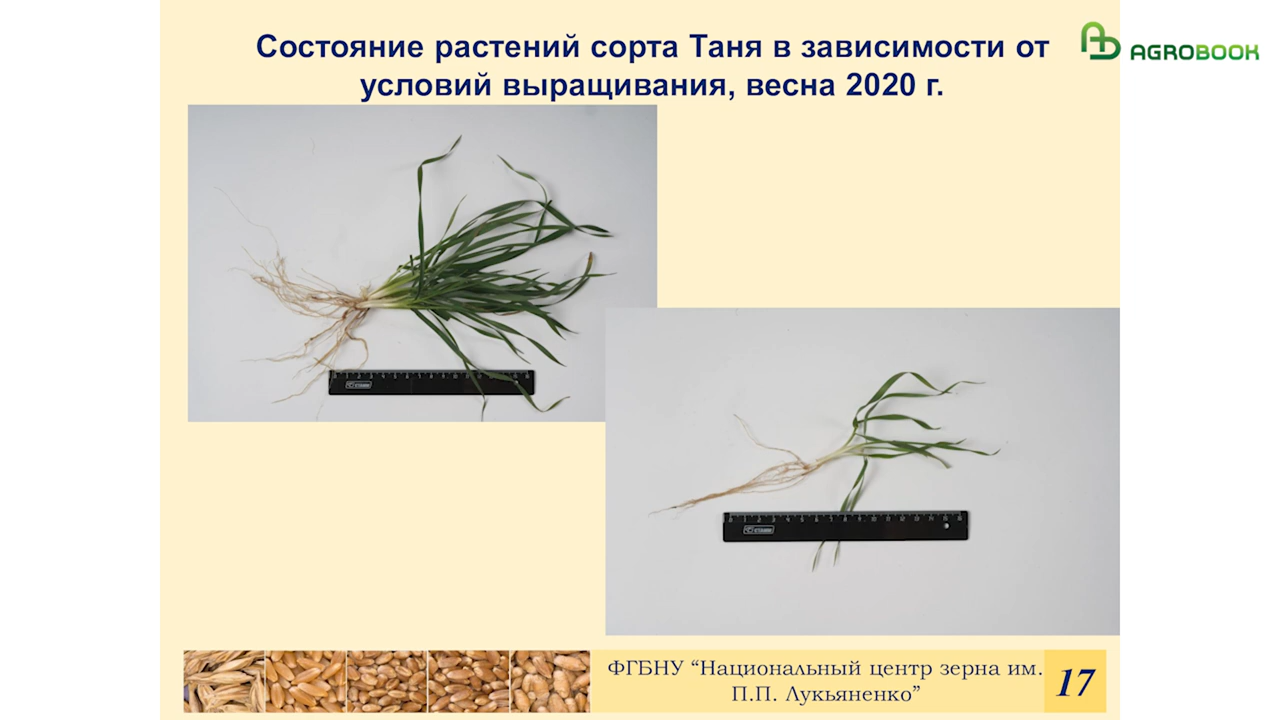 Состояние растений сорта Таня в зависимости от
условий выращивания, весна 2020 г.
AGROBOOK
ФГБНУ “Национальный центр зерна им.
П.П. Лукьяненко”
17